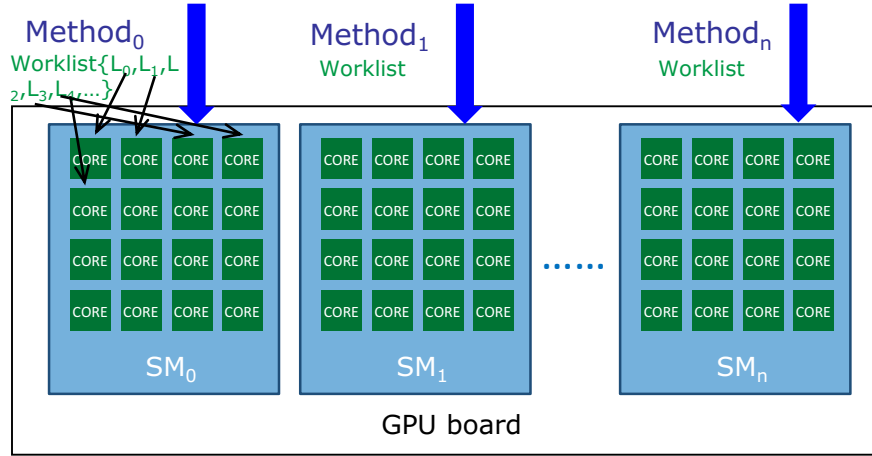 Method₀ Method₁ Methodₙ
Worklist{L₀,L₁,L Worklist Worklist
₂,L₃,L₄,...}
CORE CORE CORE CORE CORE CORE CORE CORE CORE CORE CORE CORE
CORE CORE CORE CORE CORE CORE CORE CORE CORE CORE CORE CORE
......
CORE CORE CORE CORE CORE CORE CORE CORE CORE CORE CORE CORE
CORE CORE CORE CORE CORE CORE CORE CORE CORE CORE CORE CORE
SM₀ SM₁ SMₙ
GPU board